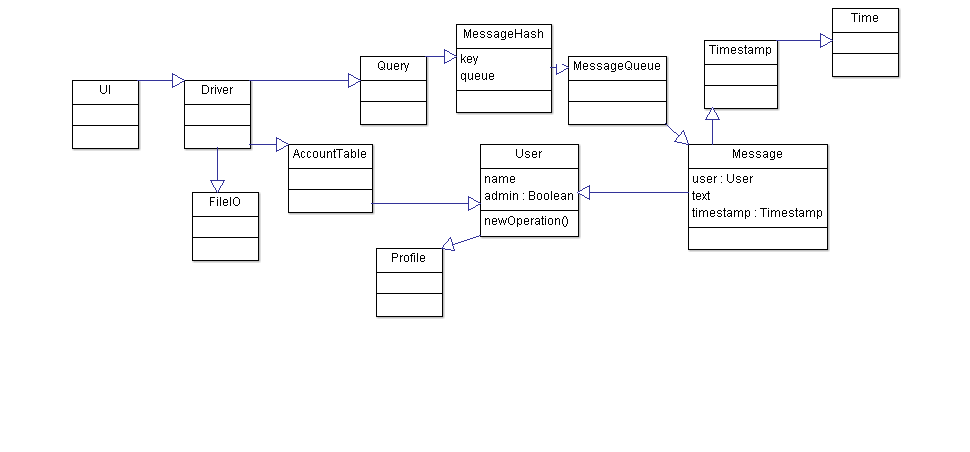 Time
MessageHash
key
queue
Timestamp
Query
MessageQueue
UI
Driver
AccountTable
User
name
admin : Boolean
newOperation()
Message
user : User
text
timestamp : Timestamp
FileIO
Profile